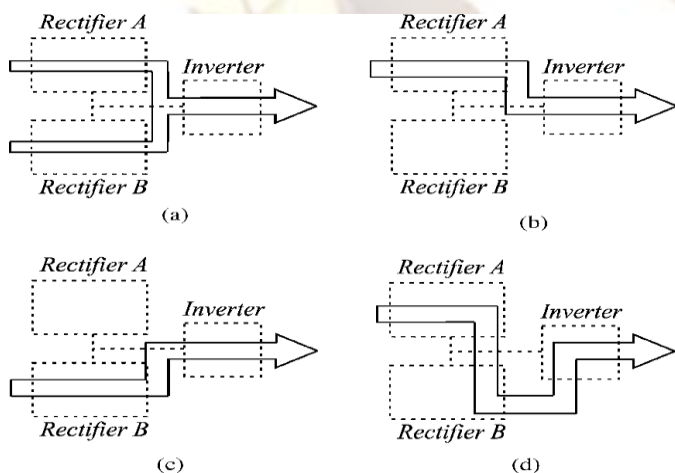 Rectifier A
Inverter
Rectifier B
(a)
Rectifier A
Inverter
Rectifier B
(b)
Rectifier A
Inverter
Rectifier B
(c)
Rectifier A
Inverter
Rectifier B
(d)